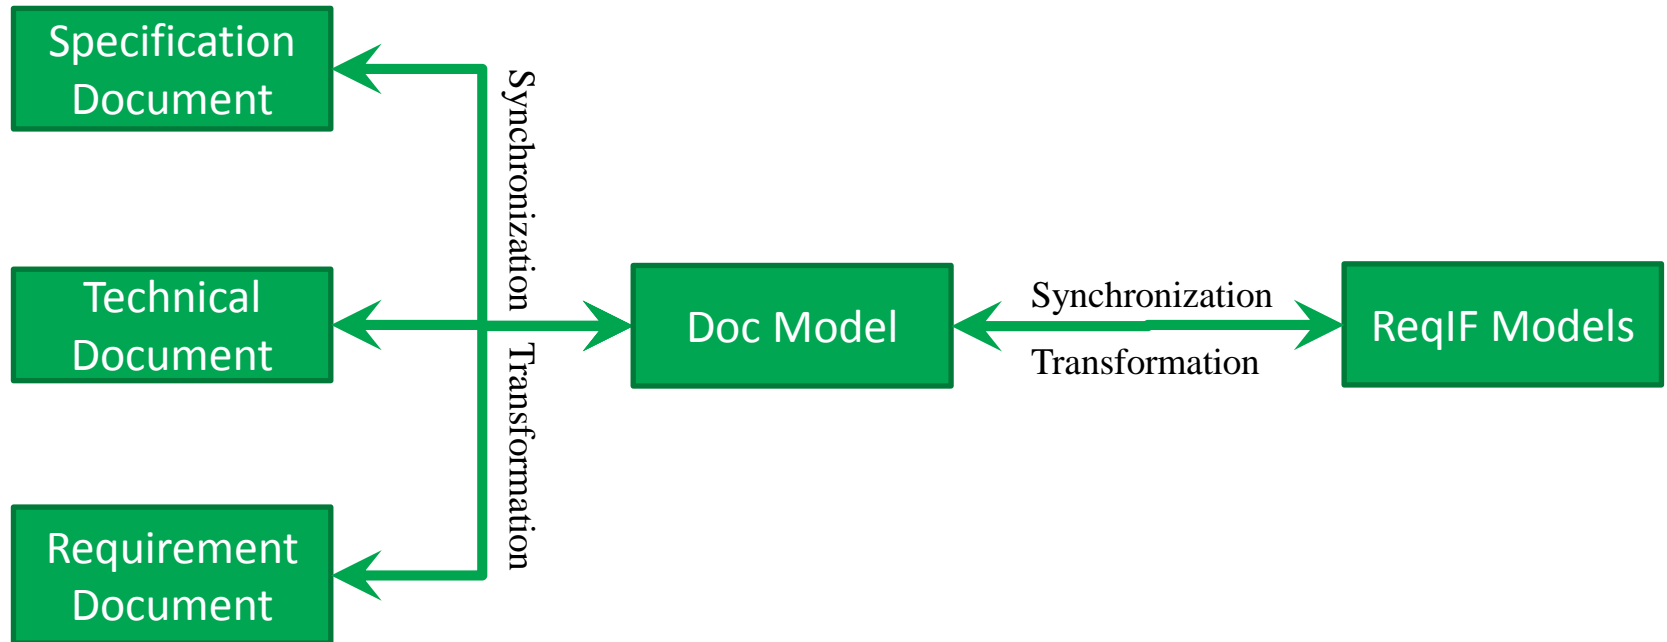 Specification
Document
Technical
Document
Requirement
Document
Synchronization Transformation
Doc Model
Synchronization
Transformation
ReqIF Models